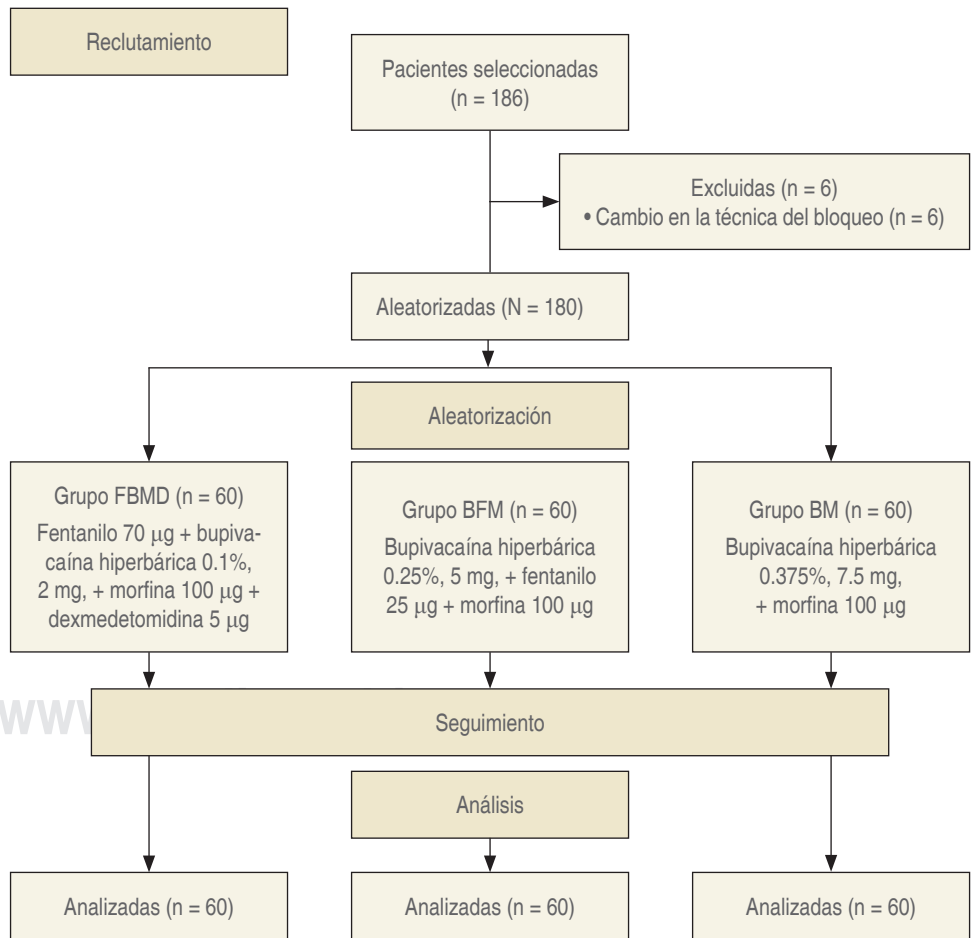 Reclutamiento
Pacientes seleccionadas
(n = 186)
Excluidas (n = 6)
• Cambio en la técnica del bloqueo (n = 6)
Aleatorizadas (N = 180)
Aleatorización
Grupo FBMD (n = 60)
Fentanilo 70 µg + bupiva-
caína hiperbárica 0.1%,
2 mg, + morfina 100 µg +
dexmedetomidina 5 µg
Grupo BFM (n = 60)
Bupivacaína hiperbárica
0.25%, 5 mg, + fentanilo
25 µg + morfina 100 µg
Grupo BM (n = 60)
Bupivacaína hiperbárica
0.375%, 7.5 mg,
+ morfina 100 µg
Seguimiento
Análisis
Analizadas (n = 60)
Analizadas (n = 60)
Analizadas (n = 60)